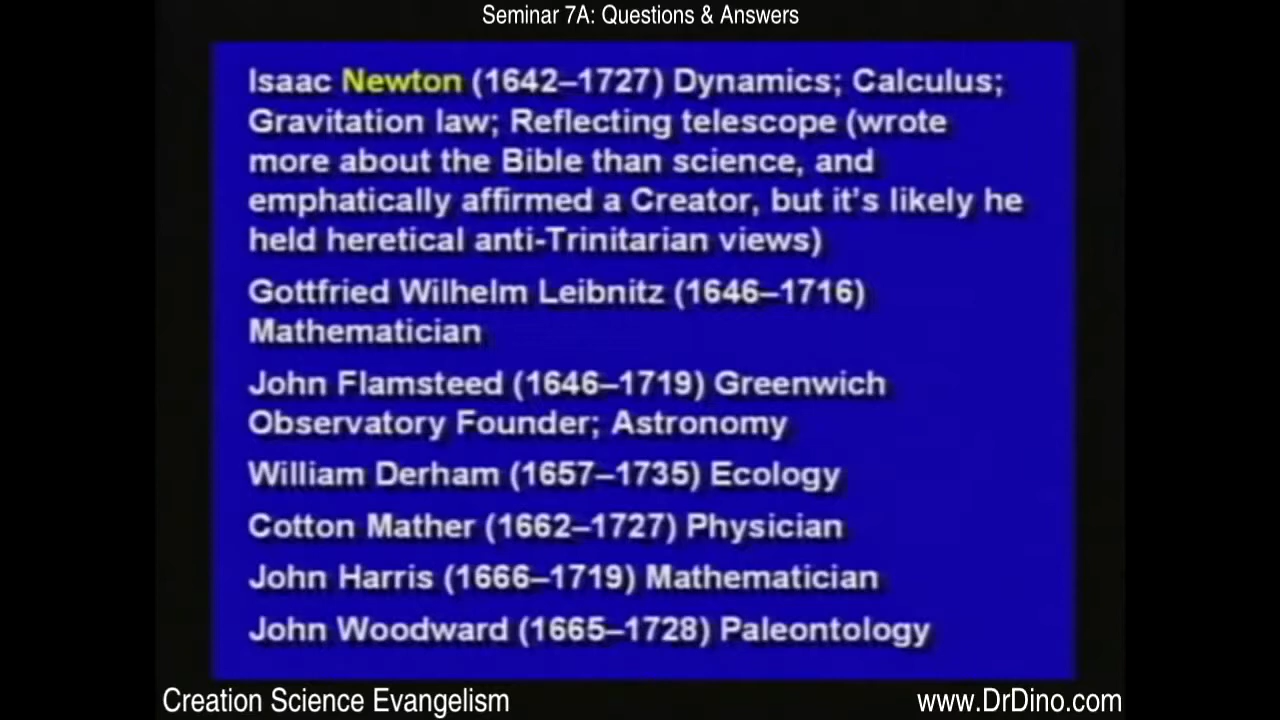 Seminar 7A: Questions & Answers
Isaac Newton (1642–1727) Dynamics; Calculus;
Gravitation law; Reflecting telescope (wrote
more about the Bible than science, and
emphatically affirmed a Creator, but it's likely he
held heretical anti-Trinitarian views)
Gottfried Wilhelm Leibnitz (1646–1716)
Mathematician
John Flamsteed (1646–1719) Greenwich
Observatory Founder; Astronomy
William Derham (1657–1735) Ecology
Cotton Mather (1662–1727) Physician
John Harris (1666–1719) Mathematician
John Woodward (1665–1728) Paleontology
Creation Science Evangelism
www.DrDino.com